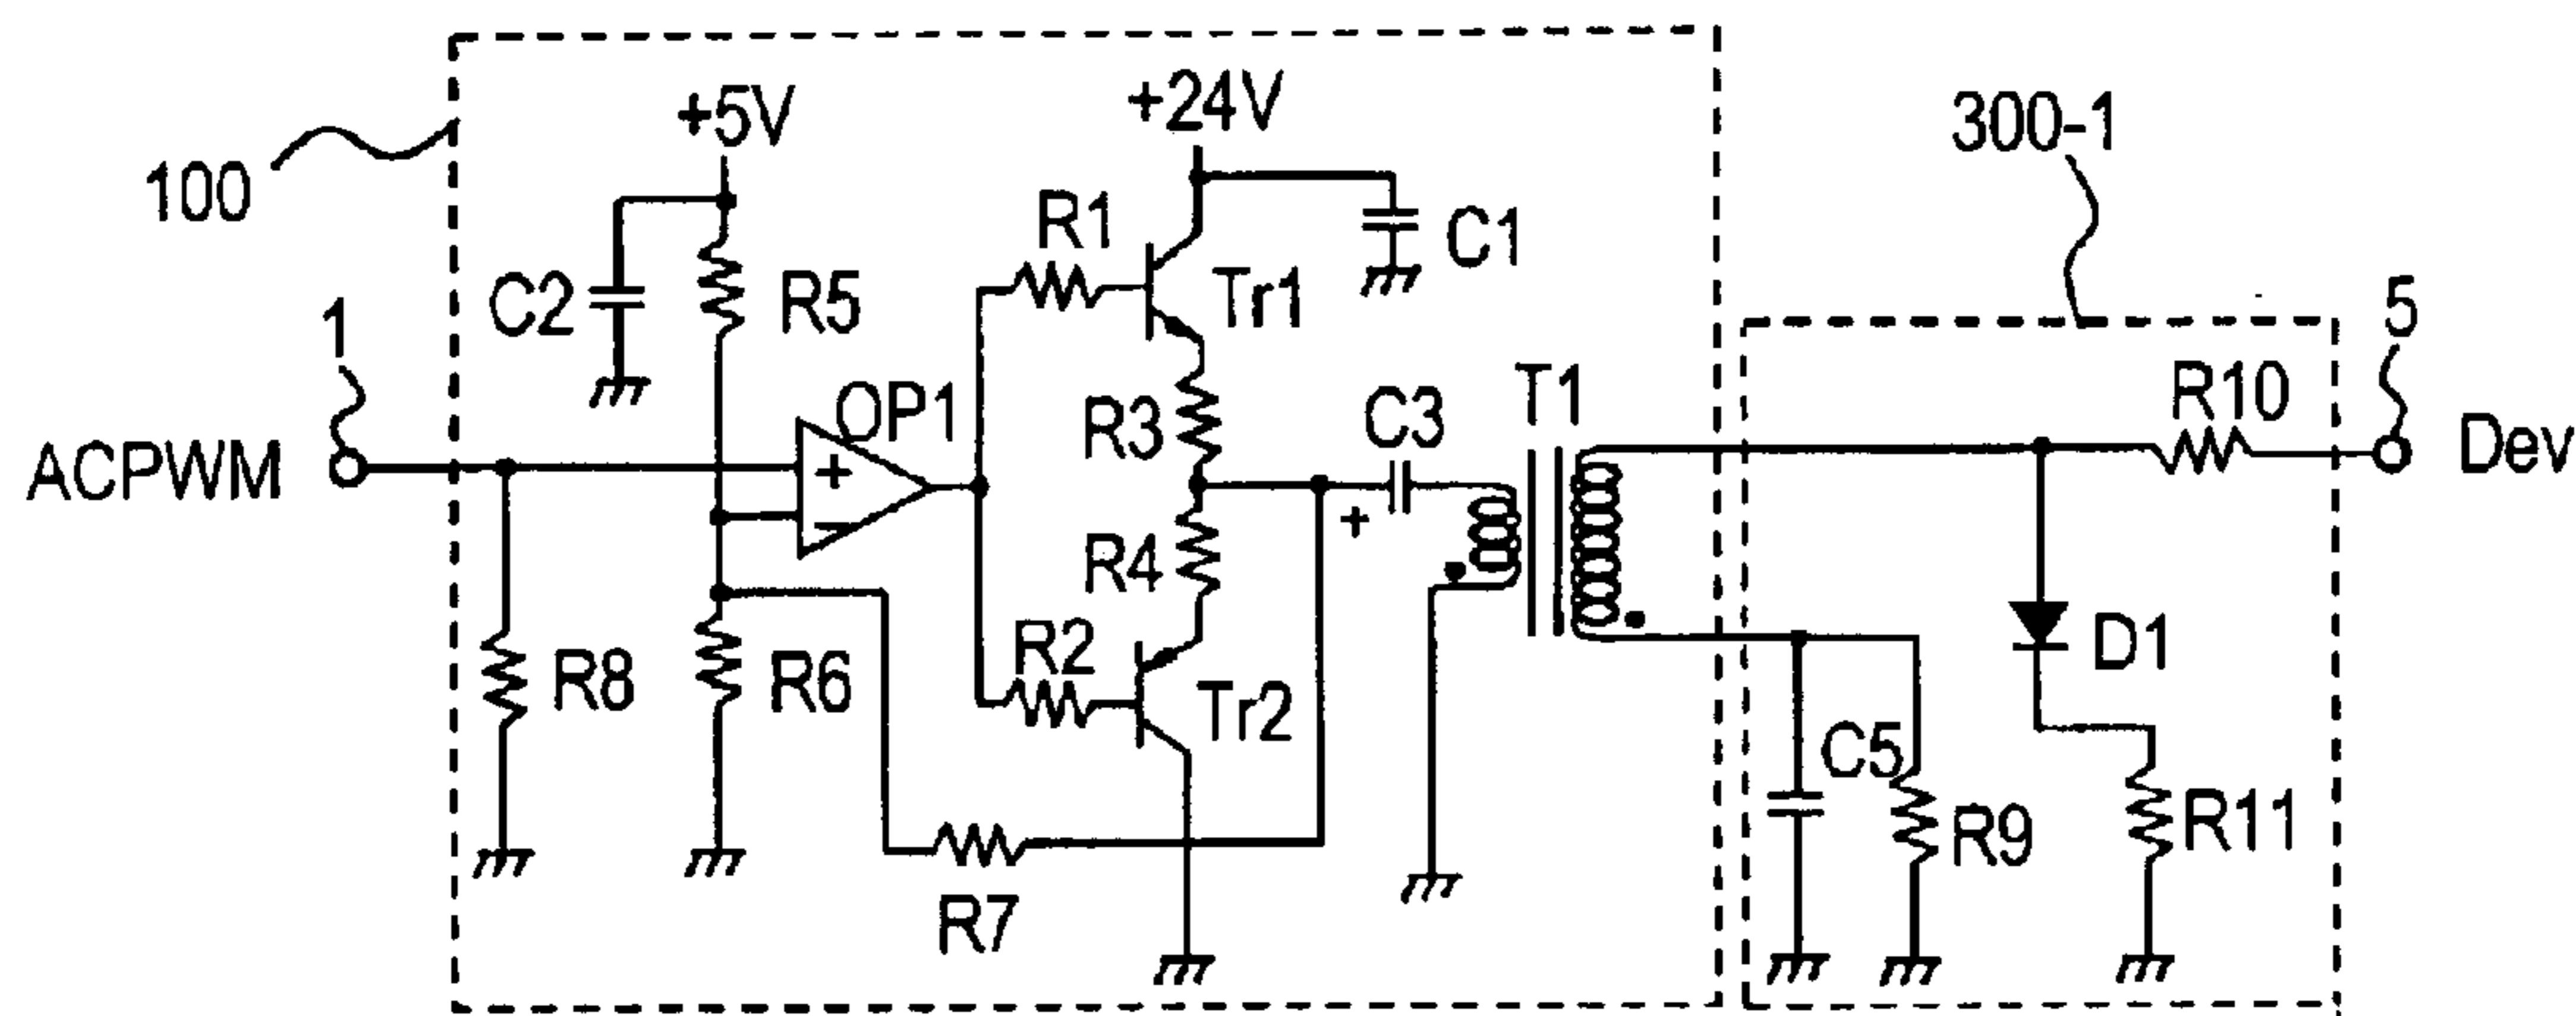 +5V
+24V
300-1
100
R1
C1
C2
R5
Tr1
5
1
OP1
T1
R10
R3
C3
ACPWM
+
Dev
−
+
R4
R8
R6
R2
Tr2
D1
C5
R9
R11
R7